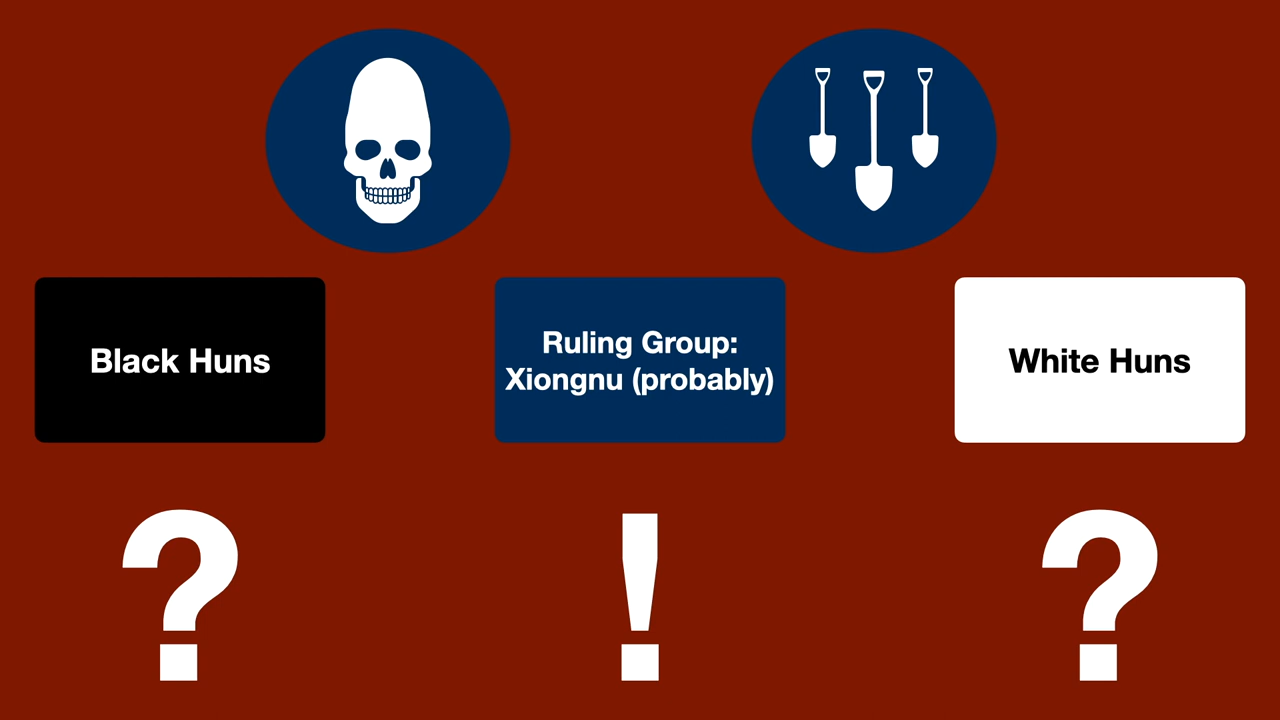 Black Huns
Ruling Group:
Xiongnu (probably)
White Huns
?
!
?